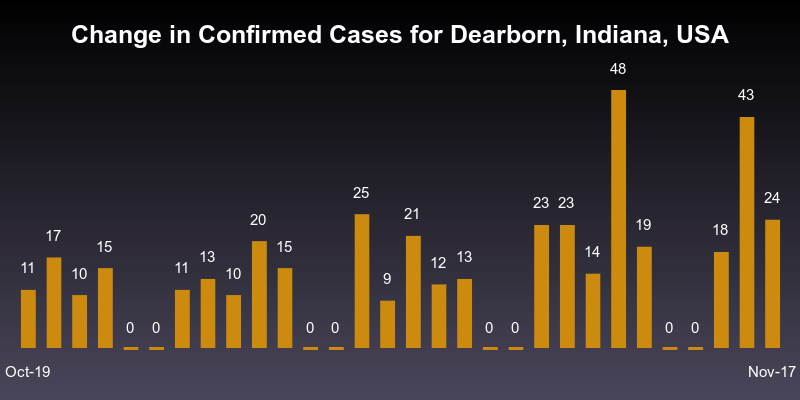 Change in Confirmed Cases for Dearborn, Indiana, USA
11 17 10 15 0 0 11 13 10 20 15 0 0 25 9 21 12 13 0 0 23 23 14 48 19 0 0 18 43 24
Oct-19 Nov-17